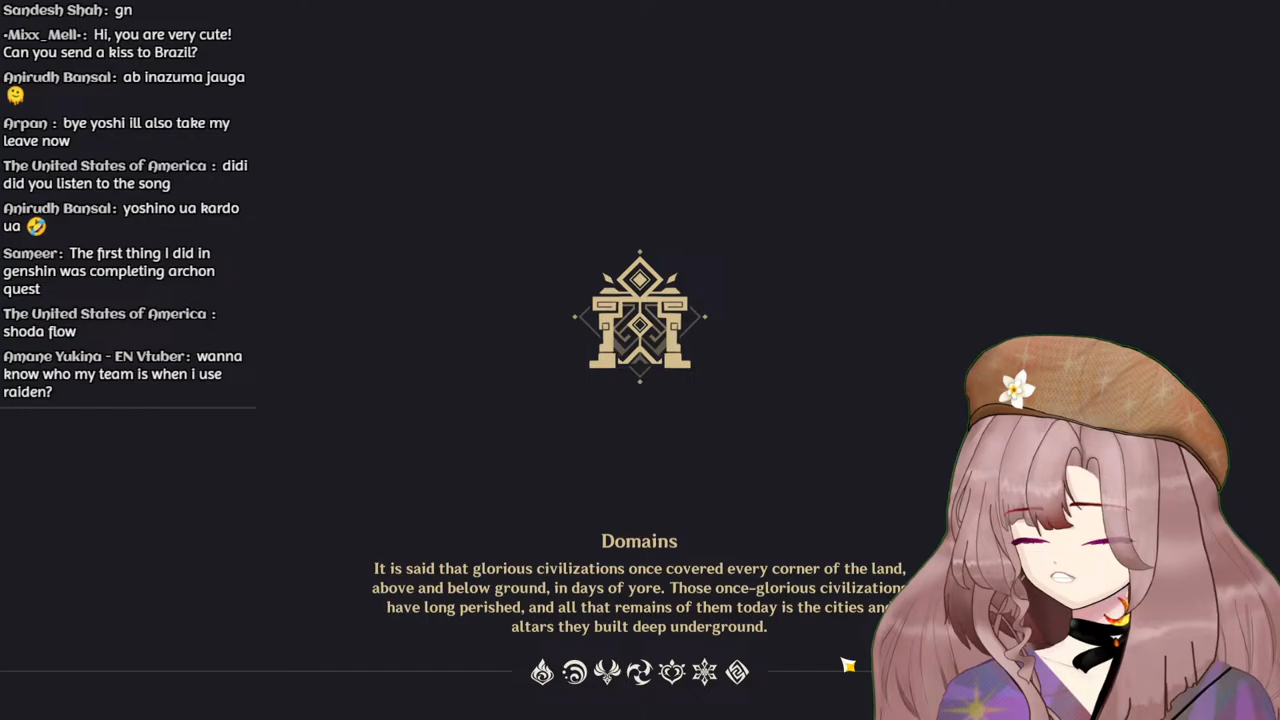 Sandesh Shah: gn
•Mixx_Mell•: Hi, you are very cute!
Can you send a kiss to Brazil?
Anirudh Bansal: ab inazuma jauga
🫠
Arpan : bye yoshi ill also take my
leave now
The United States of America : didi
did you listen to the song
Anirudh Bansal: yoshino ua kardo
ua 🤣
Sameer: The first thing I did in
genshin was completing archon
quest
The United States of America :
shoda flow
Amane Yukina - EN Vtuber: wanna
know who my team is when i use
raiden?
Domains
It is said that glorious civilizations once covered every corner of the land,
above and below ground, in days of yore. Those once-glorious civilizations
have long perished, and all that remains of them today is the cities and
altars they built deep underground.